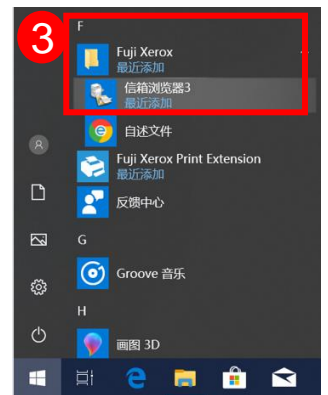 3
F
Fuji Xerox
最近添加
信箱浏览器3
最近添加
自述文件
Fuji Xerox Print Extension
最近添加
反馈中心
G
Groove 音乐
H
画图 3D